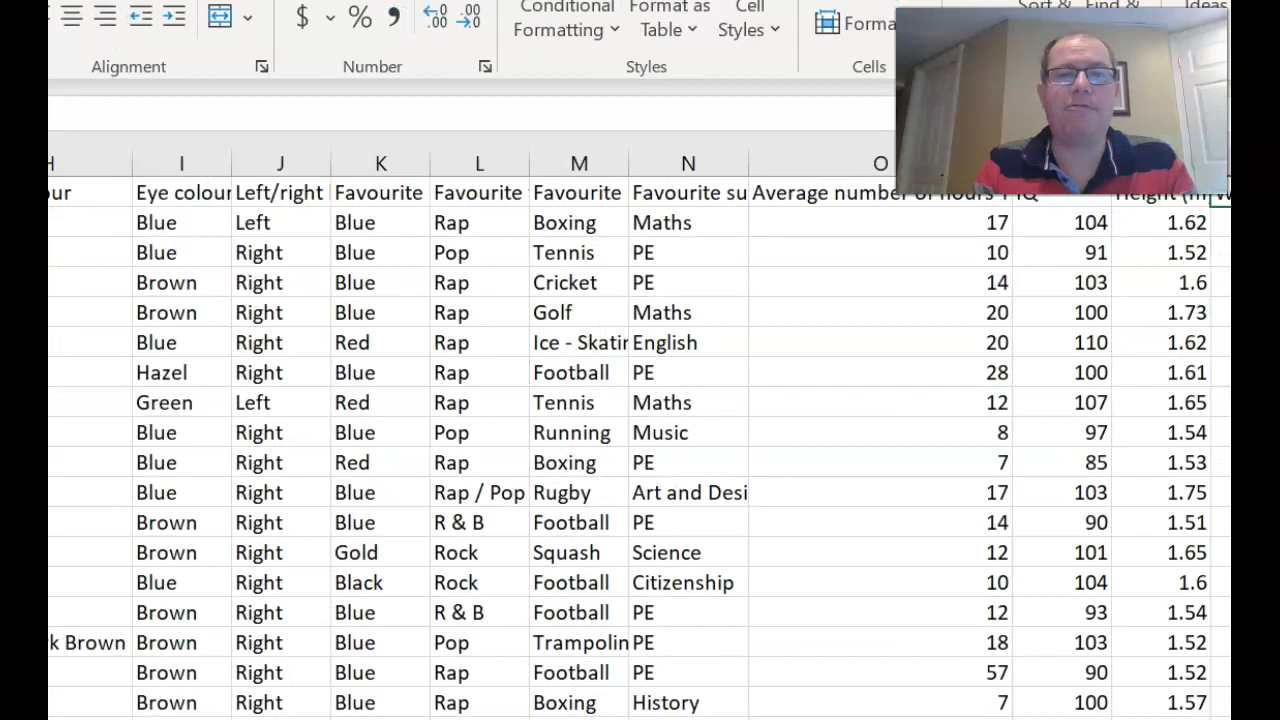 Conditional Format as Cell
$ % Formatting Table Styles
Alignment Number Styles Cells
I J K L M N O
Eye colour Left/right Favourite Favourite Favourite Favourite su Average number of hours
Blue Left Blue Rap Boxing Maths 17 104 1.62
Blue Right Blue Pop Tennis PE 10 91 1.52
Brown Right Blue Rap Cricket PE 14 103 1.6
Brown Right Blue Rap Golf Maths 20 100 1.73
Blue Right Red Rap Ice - Skatin English 20 110 1.62
Hazel Right Blue Rap Football PE 28 100 1.61
Green Left Red Rap Tennis Maths 12 107 1.65
Blue Right Blue Pop Running Music 8 97 1.54
Blue Right Red Rap Boxing PE 7 85 1.53
Blue Right Blue Rap / Pop Rugby Art and Desi 17 103 1.75
Brown Right Blue R & B Football PE 14 90 1.51
Brown Right Gold Rock Squash Science 12 101 1.65
Blue Right Black Rock Football Citizenship 10 104 1.6
Brown Right Blue R & B Football PE 12 93 1.54
k Brown Brown Right Blue Pop Trampolin PE 18 103 1.52
Brown Right Blue Rap Football PE 57 90 1.52
Brown Right Blue Rap Boxing History 7 100 1.57